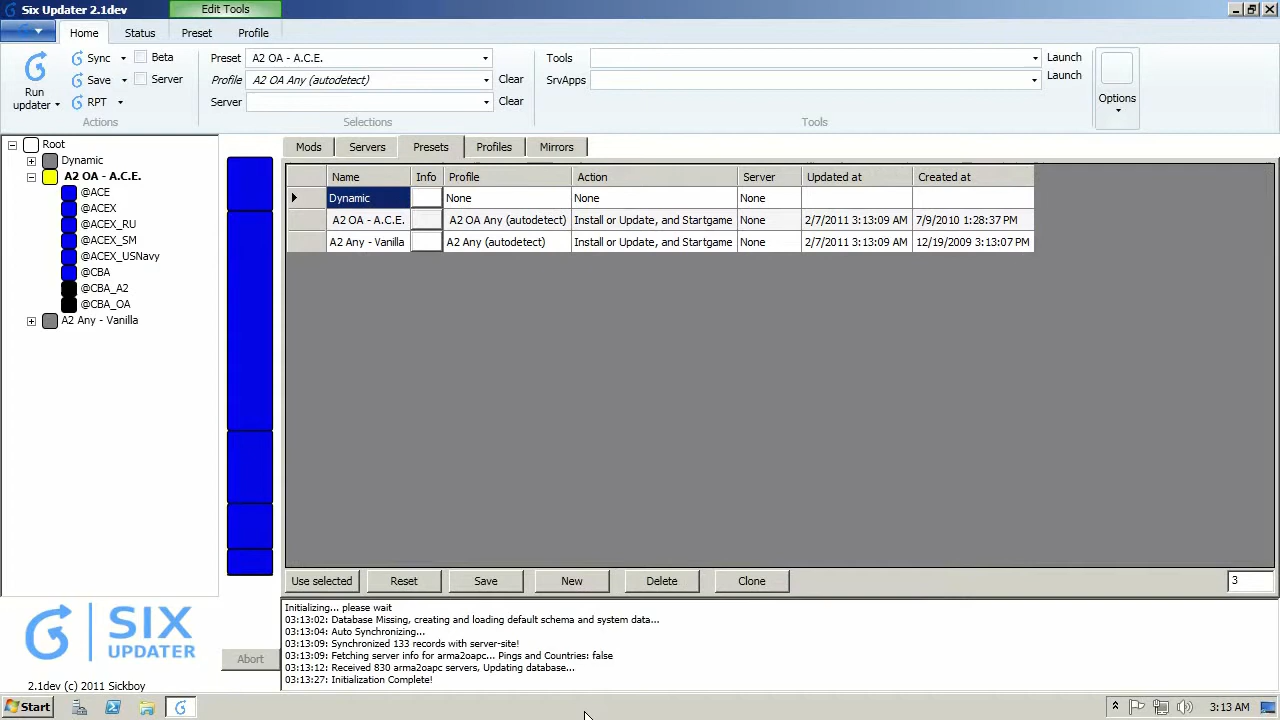 Six Updater 2.1dev
Edit Tools
Home Status Preset Profile
Run updater
Sync
Save
RPT
Beta
Server
Actions
Preset A2 OA - A.C.E.
Profile A2 OA Any (autodetect) Clear
Server Clear
Selections
Tools Launch
SrvApps Launch
Tools
Options
Root
Dynamic
A2 OA - A.C.E.
@ACE
@ACEX
@ACEX_RU
@ACEX_SM
@ACEX_USNavy
@CBA
@CBA_A2
@CBA_OA
A2 Any - Vanilla
Mods Servers Presets Profiles Mirrors
Name Info Profile Action Server Updated at Created at
Dynamic None None None
A2 OA - A.C.E. A2 OA Any (autodetect) Install or Update, and Startgame None 2/7/2011 3:13:09 AM 7/9/2010 1:28:37 PM
A2 Any - Vanilla A2 Any (autodetect) Install or Update, and Startgame None 2/7/2011 3:13:09 AM 12/19/2009 3:13:07 PM
Use selected Reset Save New Delete Clone 3
Initializing... please wait
03:13:02: Database Missing, creating and loading default schema and system data...
03:13:04: Auto Synchronizing...
03:13:09: Synchronized 133 records with server-site!
03:13:09: Fetching server info for arma2oapc... Pings and Countries: false
03:13:12: Received 830 arma2oapc servers, Updating database...
03:13:27: Initialization Complete!
SIX
UPDATER
Abort
2.1dev (c) 2011 Sickboy
Start 3:13 AM